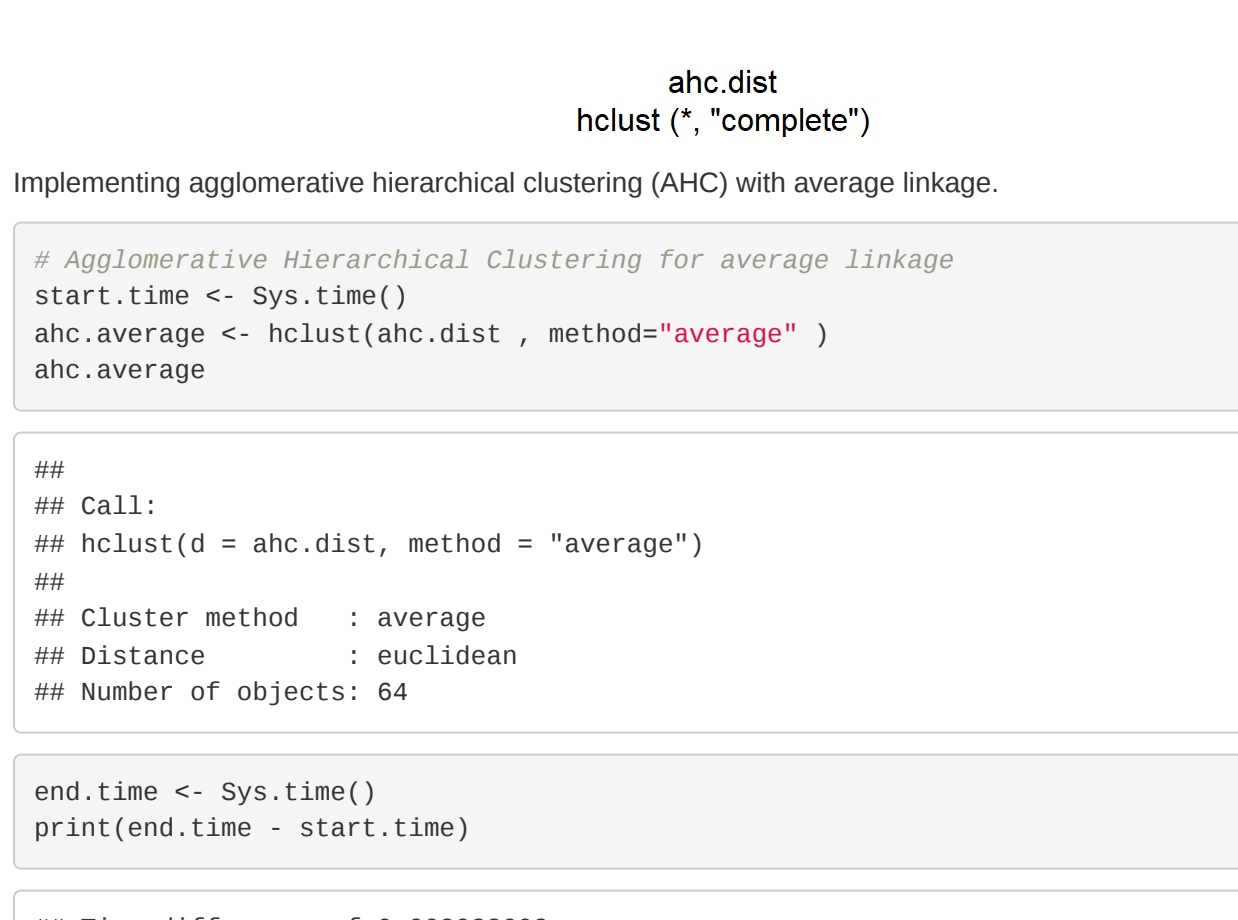 ahc.dist
hclust (*, "complete")
Implementing agglomerative hierarchical clustering (AHC) with average linkage.
# Agglomerative Hierarchical Clustering for average linkage
start.time <- Sys.time()
ahc.average <- hclust(ahc.dist , method="average" )
ahc.average
##
## Call:
## hclust(d = ahc.dist, method = "average")
##
## Cluster method   : average
## Distance         : euclidean
## Number of objects: 64
end.time <- Sys.time()
print(end.time - start.time)